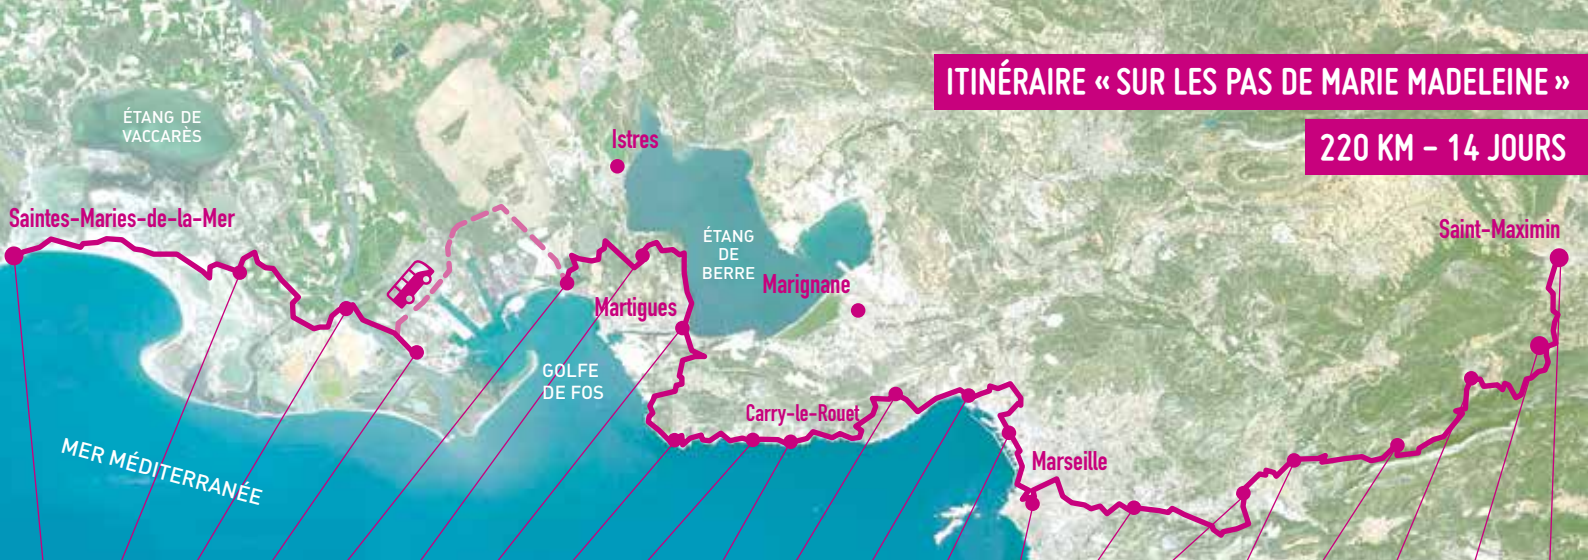 ITINÉRAIRE « SUR LES PAS DE MARIE MADELEINE »
220 KM – 14 JOURS
ÉTANG DE
VACCARÈS
Istres
Saintes-Maries-de-la-Mer
Saint-Maximin
ÉTANG
DE
BERRE
Marignane
Martigues
GOLFE
DE FOS
Carry-le-Rouet
MER MÉDITERRANÉE
Marseille